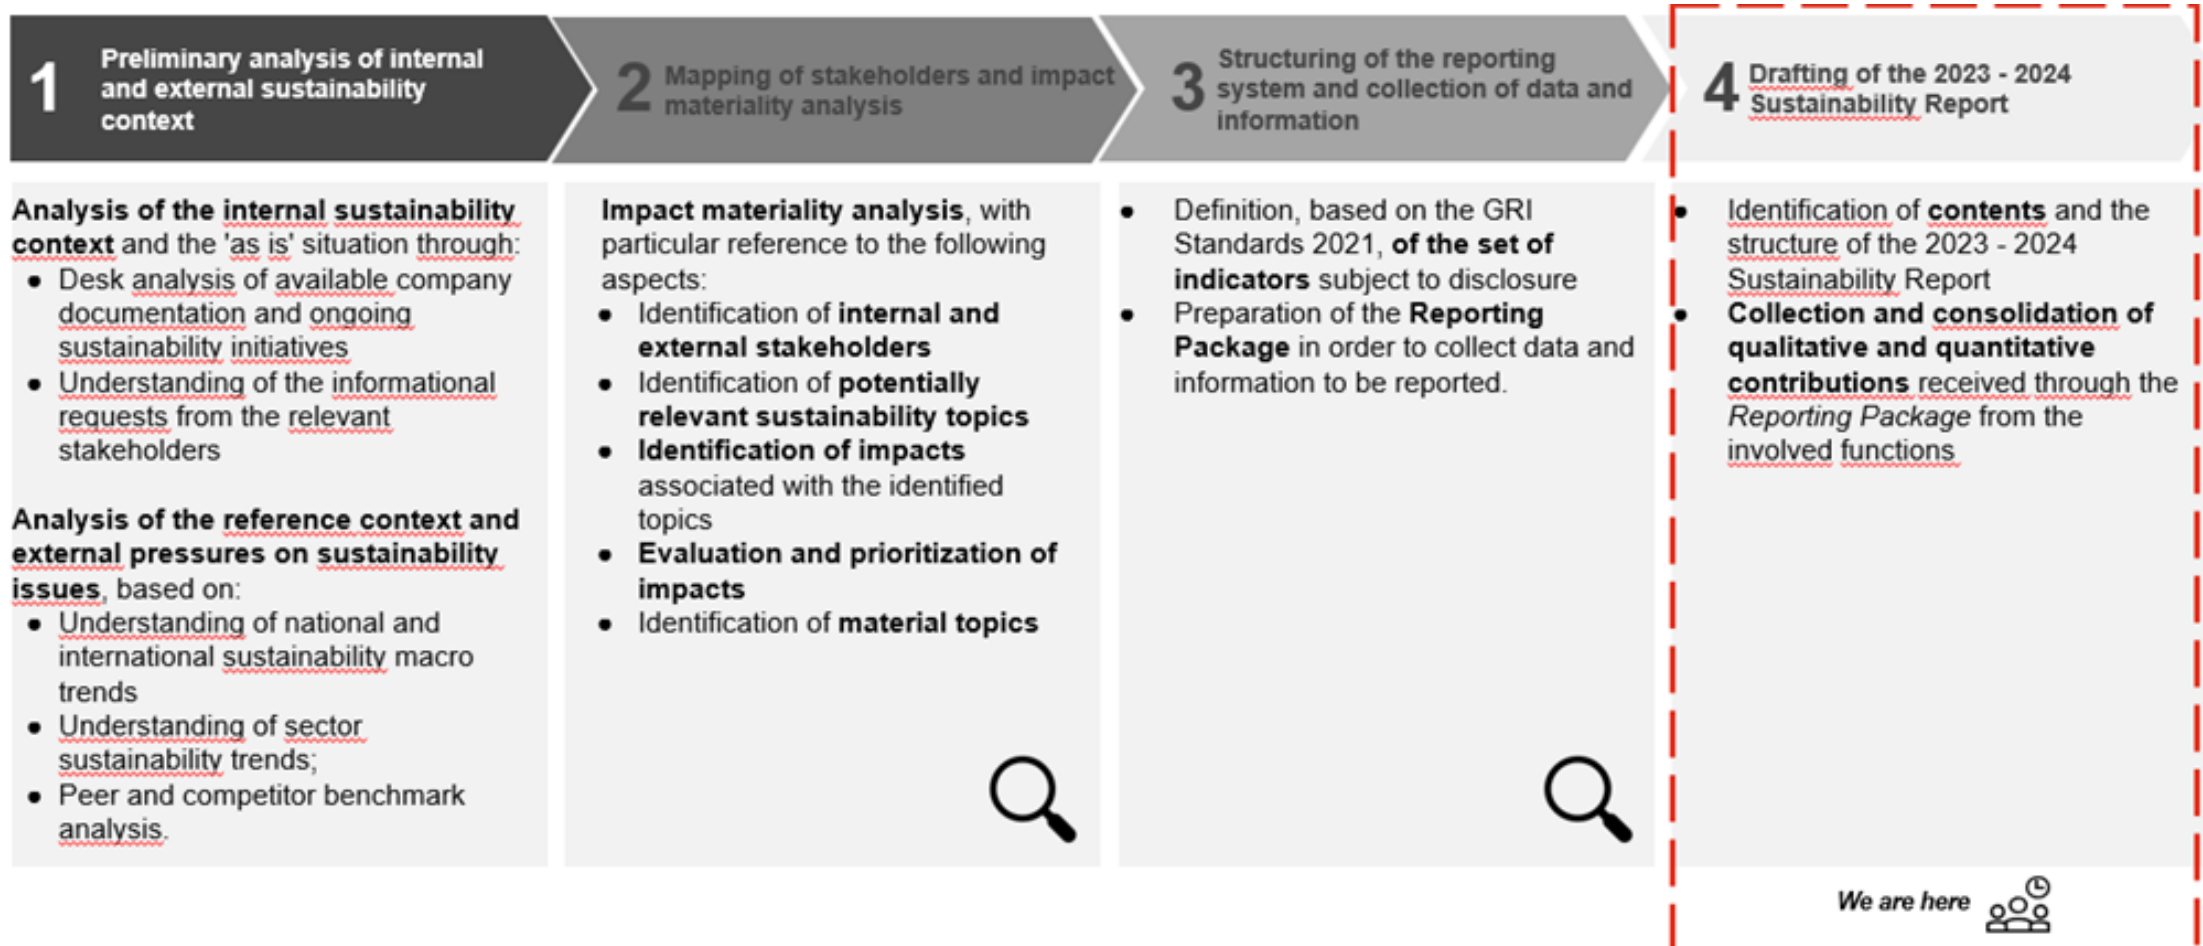 1
Preliminary analysis of internal
and external sustainability
context
2
Mapping of stakeholders and impact
materiality analysis
3
Structuring of the reporting
system and collection of data and
information
4
Drafting of the 2023 - 2024
Sustainability Report
Analysis of the internal sustainability
context and the 'as is' situation through:
● Desk analysis of available company
documentation and ongoing
sustainability initiatives
● Understanding of the informational
requests from the relevant
stakeholders
Analysis of the reference context and
external pressures on sustainability
issues, based on:
● Understanding of national and
international sustainability macro
trends
● Understanding of sector
sustainability trends;
● Peer and competitor benchmark
analysis.
Impact materiality analysis, with
particular reference to the following
aspects:
● Identification of internal and
external stakeholders
● Identification of potentially
relevant sustainability topics
● Identification of impacts
associated with the identified
topics
● Evaluation and prioritization of
impacts
● Identification of material topics
● Definition, based on the GRI
Standards 2021, of the set of
indicators subject to disclosure
● Preparation of the Reporting
Package in order to collect data and
information to be reported.
● Identification of contents and the
structure of the 2023 - 2024
Sustainability Report
● Collection and consolidation of
qualitative and quantitative
contributions received through the
Reporting Package from the
involved functions
We are here